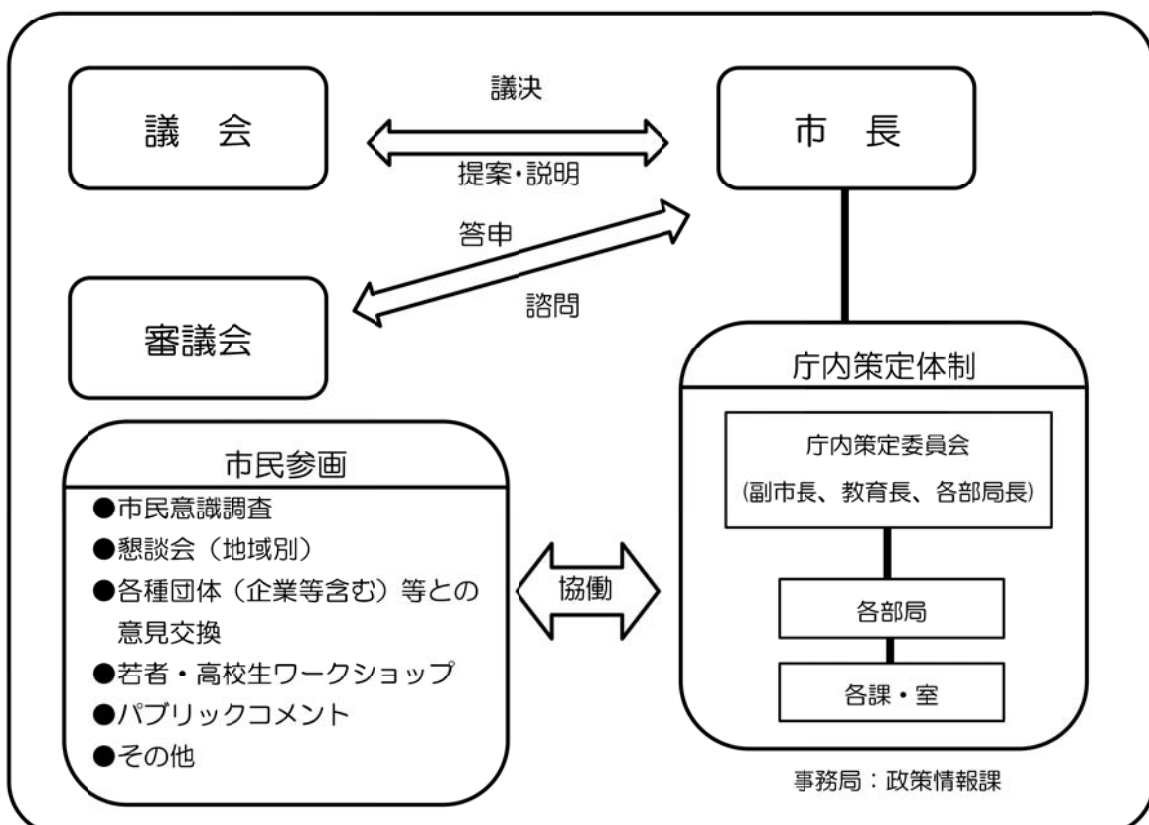 議　会
議決
提案・説明
市　長
答申
諮問
審議会
市民参画
●市民意識調査
●懇談会（地域別）
●各種団体（企業等含む）等との
意見交換
●若者・高校生ワークショップ
●パブリックコメント
●その他
協働
庁内策定体制
庁内策定委員会
(副市長、教育長、各部局長)
各部局
各課・室
事務局：政策情報課